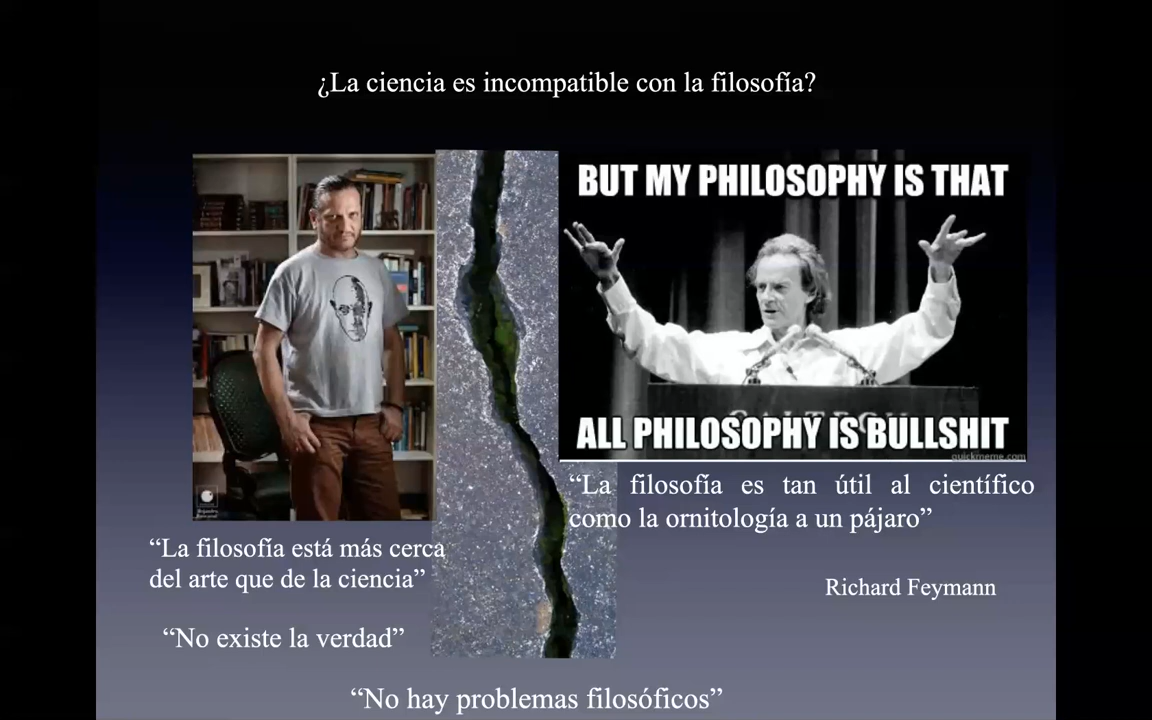 ¿La ciencia es incompatible con la filosofía?
BUT MY PHILOSOPHY IS THAT
ALL PHILOSOPHY IS BULLSHIT
quickmeme.com
“La filosofía es tan útil al científico
como la ornitología a un pájaro”
Richard Feymann
“La filosofía está más cerca
del arte que de la ciencia”
“No existe la verdad”
“No hay problemas filosóficos”